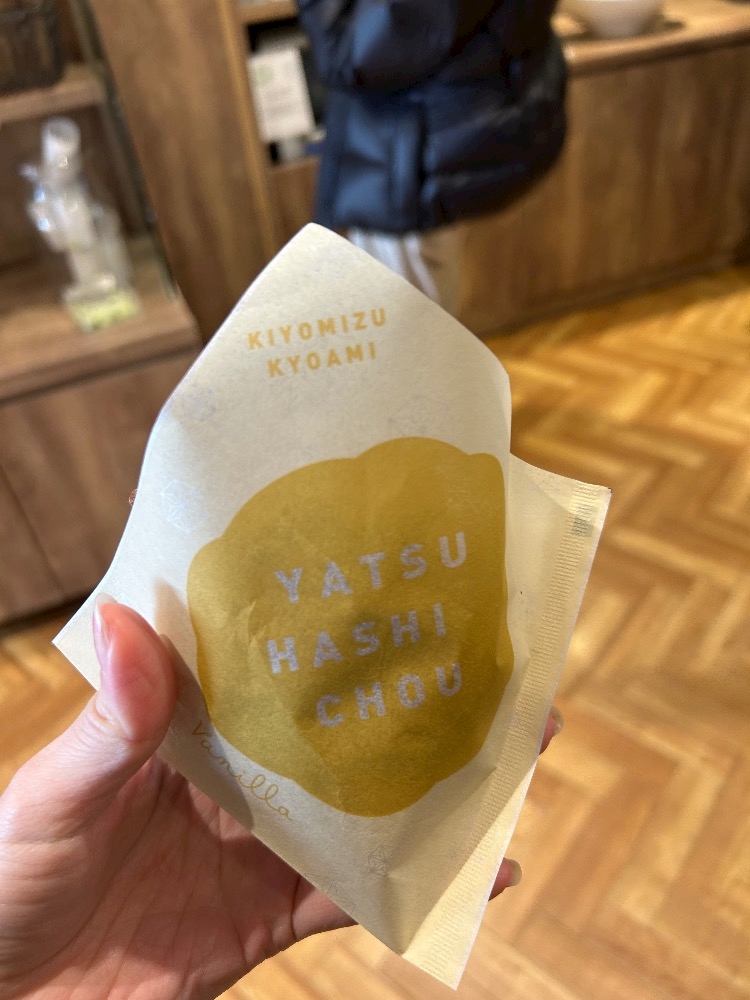 KIYOMIZU
KYOAMI
YATSU
HASHI
CHOU
Vanilla